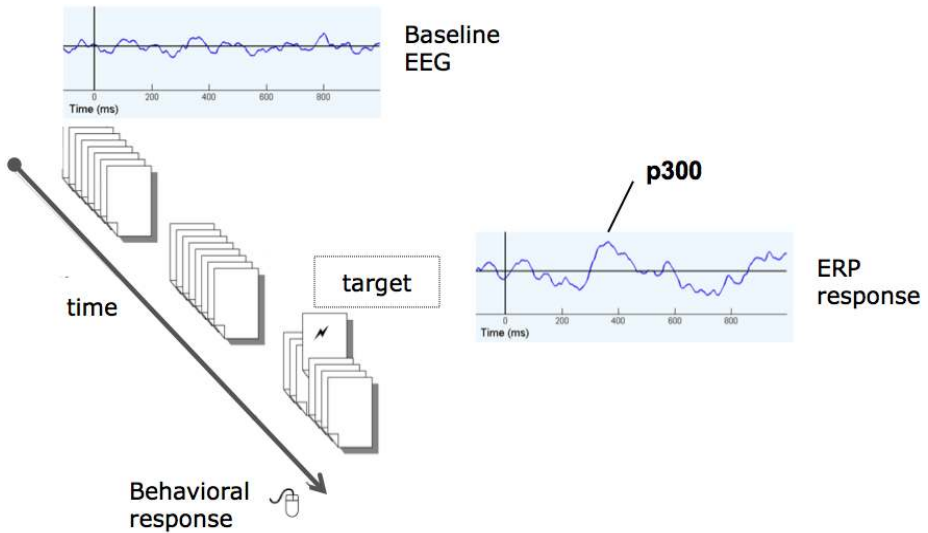 Baseline
EEG
0 200 400 600 800
Time (ms)
p300
target
ERP
response
time
0 200 400 600 800
Time (ms)
Behavioral
response